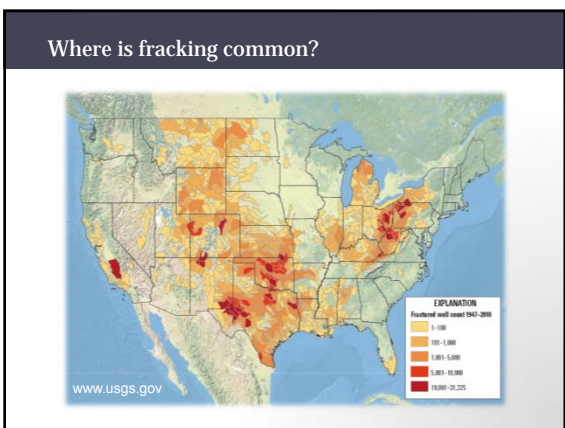 Where is fracking common?
www.usgs.gov
EXPLANATION
Fractured well count 1947–2010
1–100
101–1,000
1,001–5,000
5,001–10,000
10,001–31,225